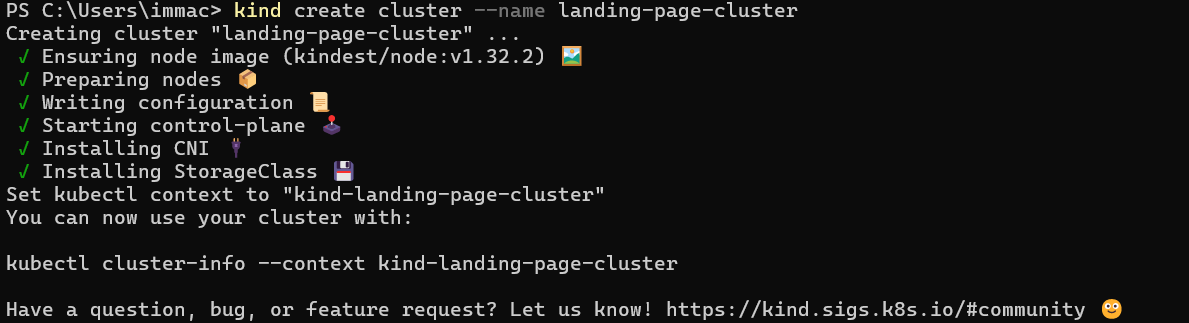 PS C:\Users\immac> kind create cluster --name landing-page-cluster
Creating cluster "landing-page-cluster" ...
✓ Ensuring node image (kindest/node:v1.32.2) 🖼
✓ Preparing nodes 📦
✓ Writing configuration 📜
✓ Starting control-plane 🕹
✓ Installing CNI 🔌
✓ Installing StorageClass 💾
Set kubectl context to "kind-landing-page-cluster"
You can now use your cluster with:

kubectl cluster-info --context kind-landing-page-cluster

Have a question, bug, or feature request? Let us know! https://kind.sigs.k8s.io/#community 🙂